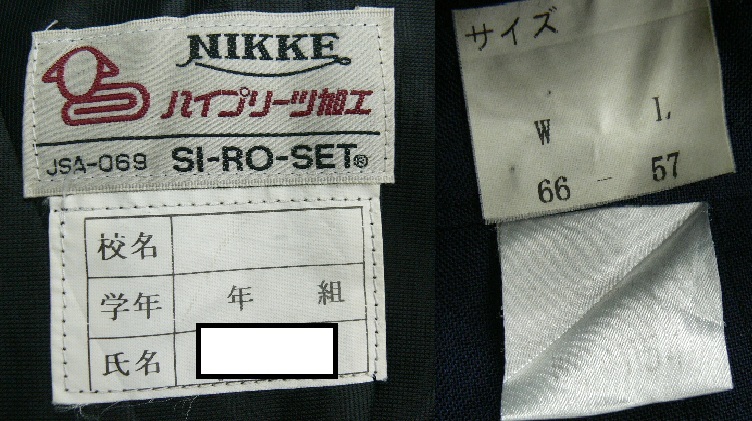 NIKKE
ハイプリーツ加工
JSA-069 SI-RO-SET®
校名
学年 年 組
氏名
サイズ
W L
66 - 57